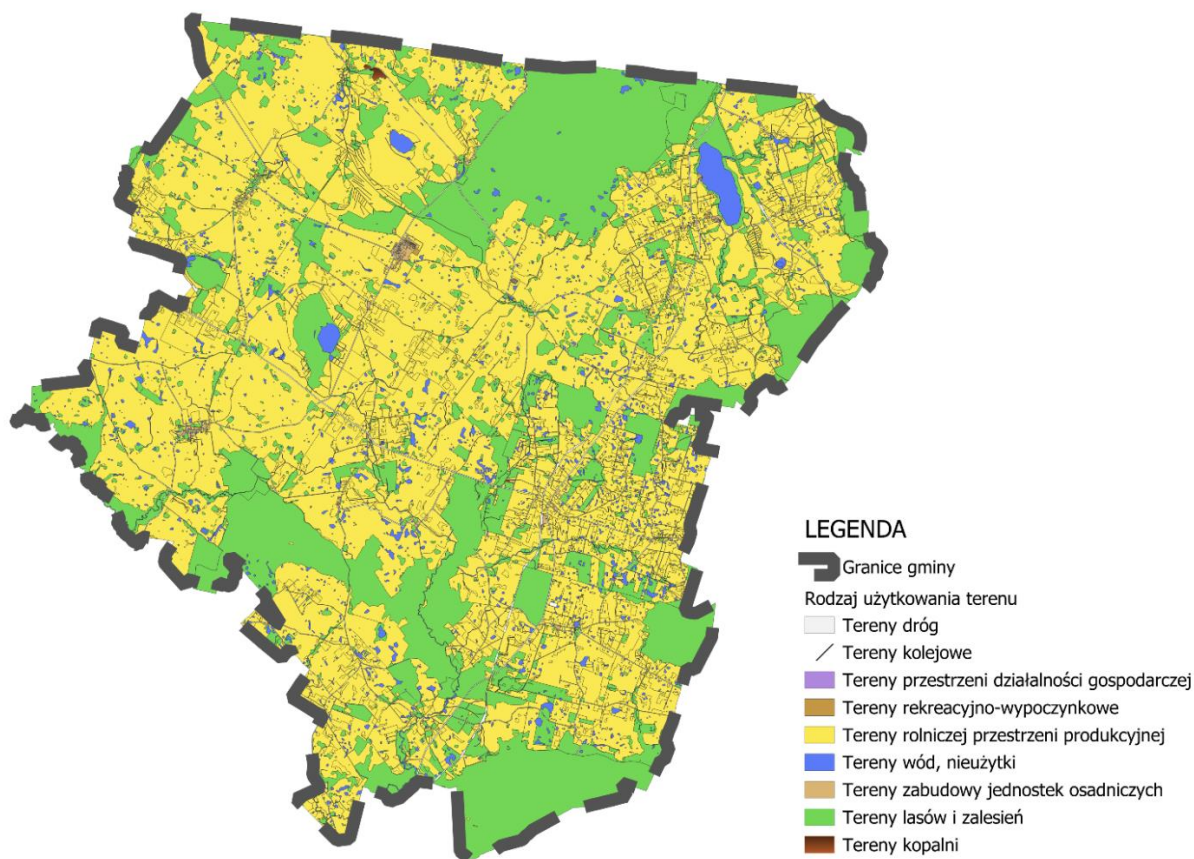 LEGENDA
Granice gminy
Rodzaj użytkowania terenu
Tereny dróg
Tereny kolejowe
Tereny przestrzeni działalności gospodarczej
Tereny rekreacyjno-wypoczynkowe
Tereny rolniczej przestrzeni produkcyjnej
Tereny wód, nieużytki
Tereny zabudowy jednostek osadniczych
Tereny lasów i zalesień
Tereny kopalni